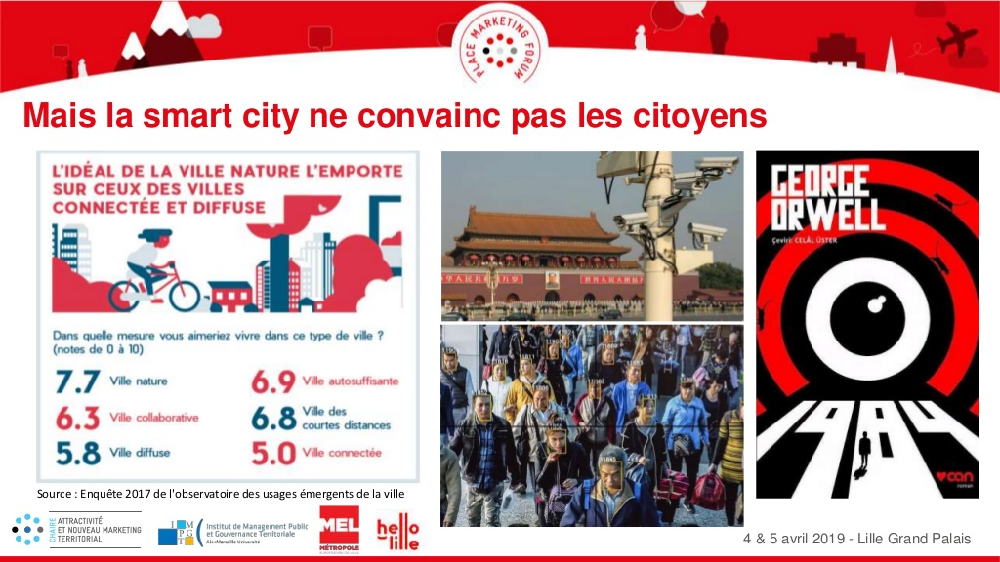 PLACE MARKETING FORUM
Mais la smart city ne convainc pas les citoyens
L'IDÉAL DE LA VILLE NATURE L'EMPORTE
SUR CEUX DES VILLES
CONNECTÉE ET DIFFUSE
Dans quelle mesure vous aimeriez vivre dans ce type de ville ?
(notes de 0 à 10)
7.7 Ville nature
6.9 Ville autosuffisante
6.3 Ville collaborative
6.8 Ville des
courtes distances
5.8 Ville diffuse
5.0 Ville connectée
Source : Enquête 2017 de l'observatoire des usages émergents de la ville
GEORGE
ORWELL
Çeviri: CELÂL ÜSTER
1984
can
roman
CHAIRE
ATTRACTIVITÉ
ET NOUVEAU MARKETING
TERRITORIAL
IMPGT
Institut de Management Public
et Gouvernance Territoriale
Aix*Marseille Université
MEL
MÉTROPOLE
hello
lille
4 & 5 avril 2019 - Lille Grand Palais